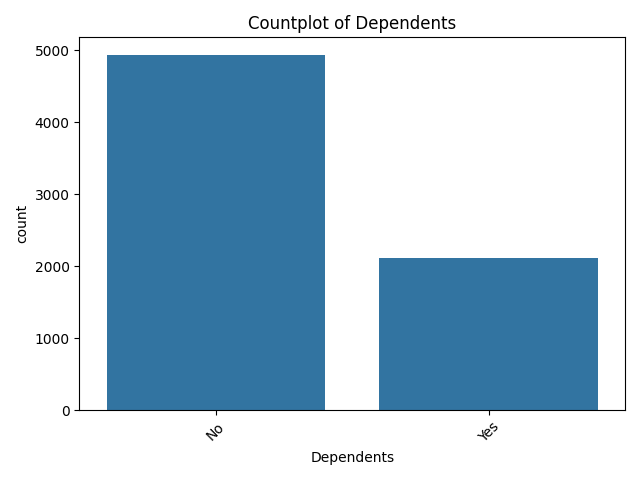 Countplot of Dependents
5000
4000
3000
2000
1000
0
count
No
Yes
Dependents